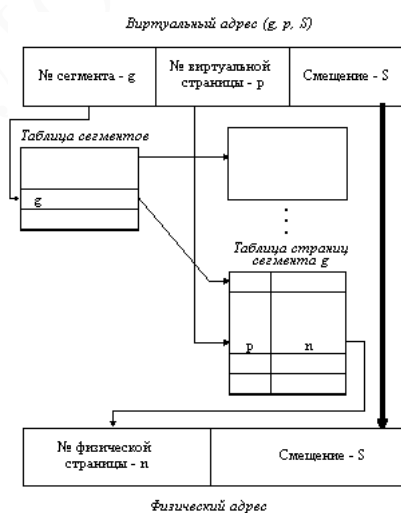 Виртуальный адрес (g, p, S)
№ сегмента - g
№ виртуальной
страницы - p
Смещение - S
Таблица сегментов
g
Таблица страниц
сегмента g
p
n
№ физической
страницы - n
Смещение - S
Физический адрес